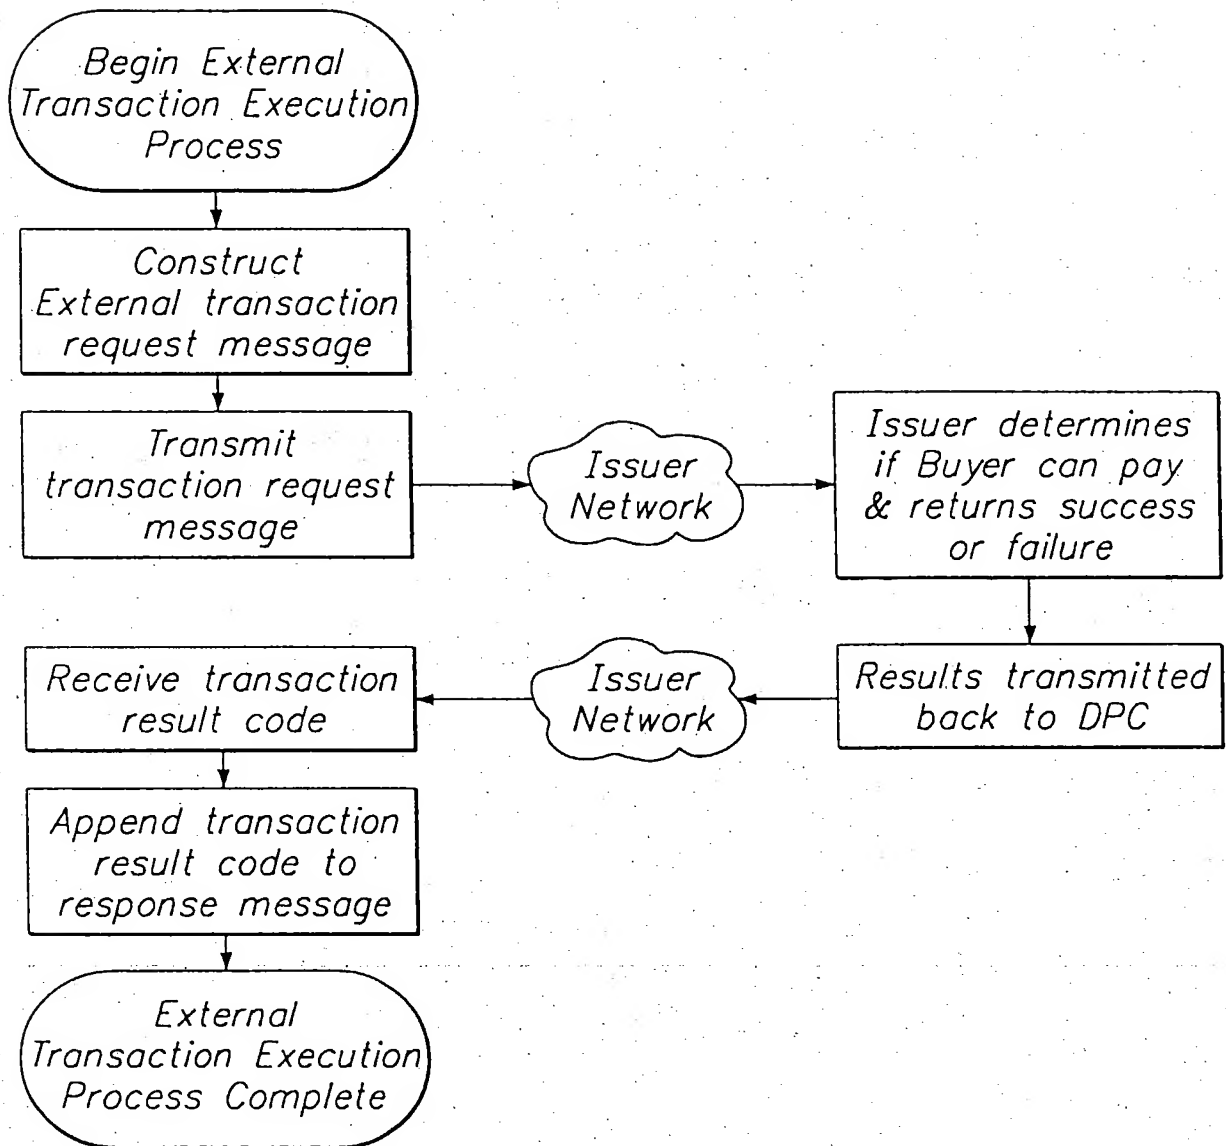 Begin External
Transaction Execution
Process
Construct
External transaction
request message
Transmit
transaction request
message
Issuer
Network
Issuer determines
if Buyer can pay
& returns success
or failure
Results transmitted
back to DPC
Issuer
Network
Receive transaction
result code
Append transaction
result code to
response message
External
Transaction Execution
Process Complete